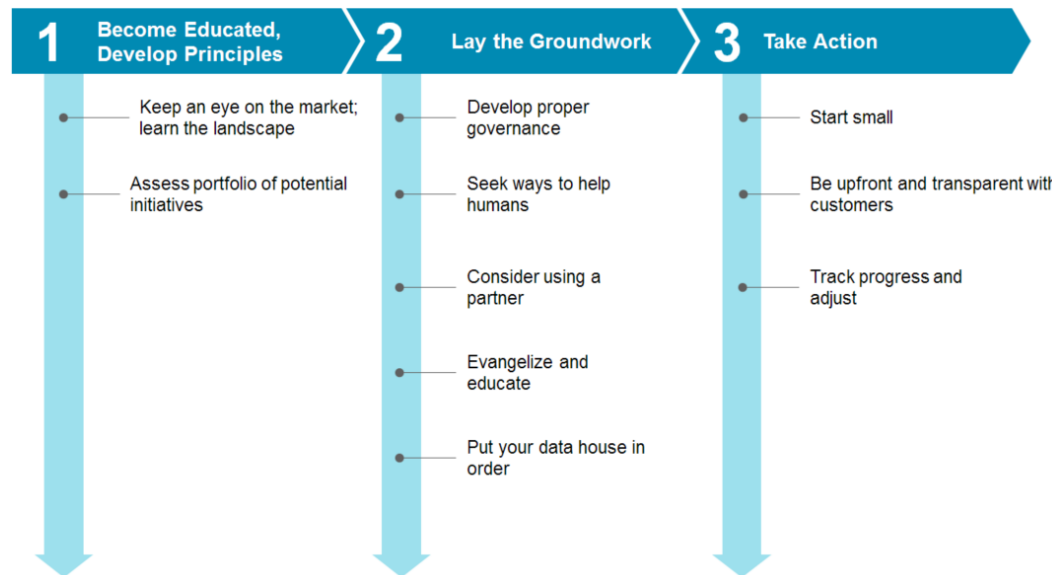 1
Become Educated,
Develop Principles
Keep an eye on the market;
learn the landscape
Assess portfolio of potential
initiatives
2
Lay the Groundwork
Develop proper
governance
Seek ways to help
humans
Consider using a
partner
Evangelize and
educate
Put your data house in
order
3
Take Action
Start small
Be upfront and transparent with
customers
Track progress and
adjust